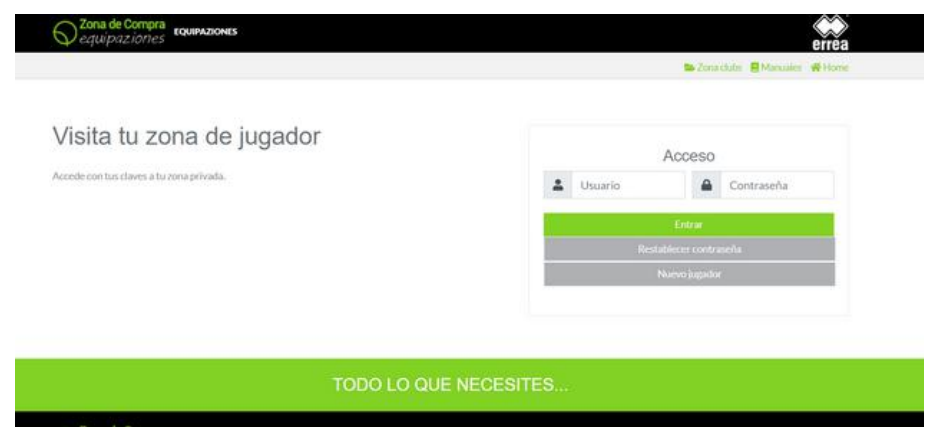 Zona de Compra
equipaziones
EQUIPAZIONES
errea
Zona clubs Manuales Home
Visita tu zona de jugador
Accede con tus claves a tu zona privada.
Acceso
Usuario Contraseña
Entrar
Restablecer contraseña
Nuevo jugador
TODO LO QUE NECESITES...